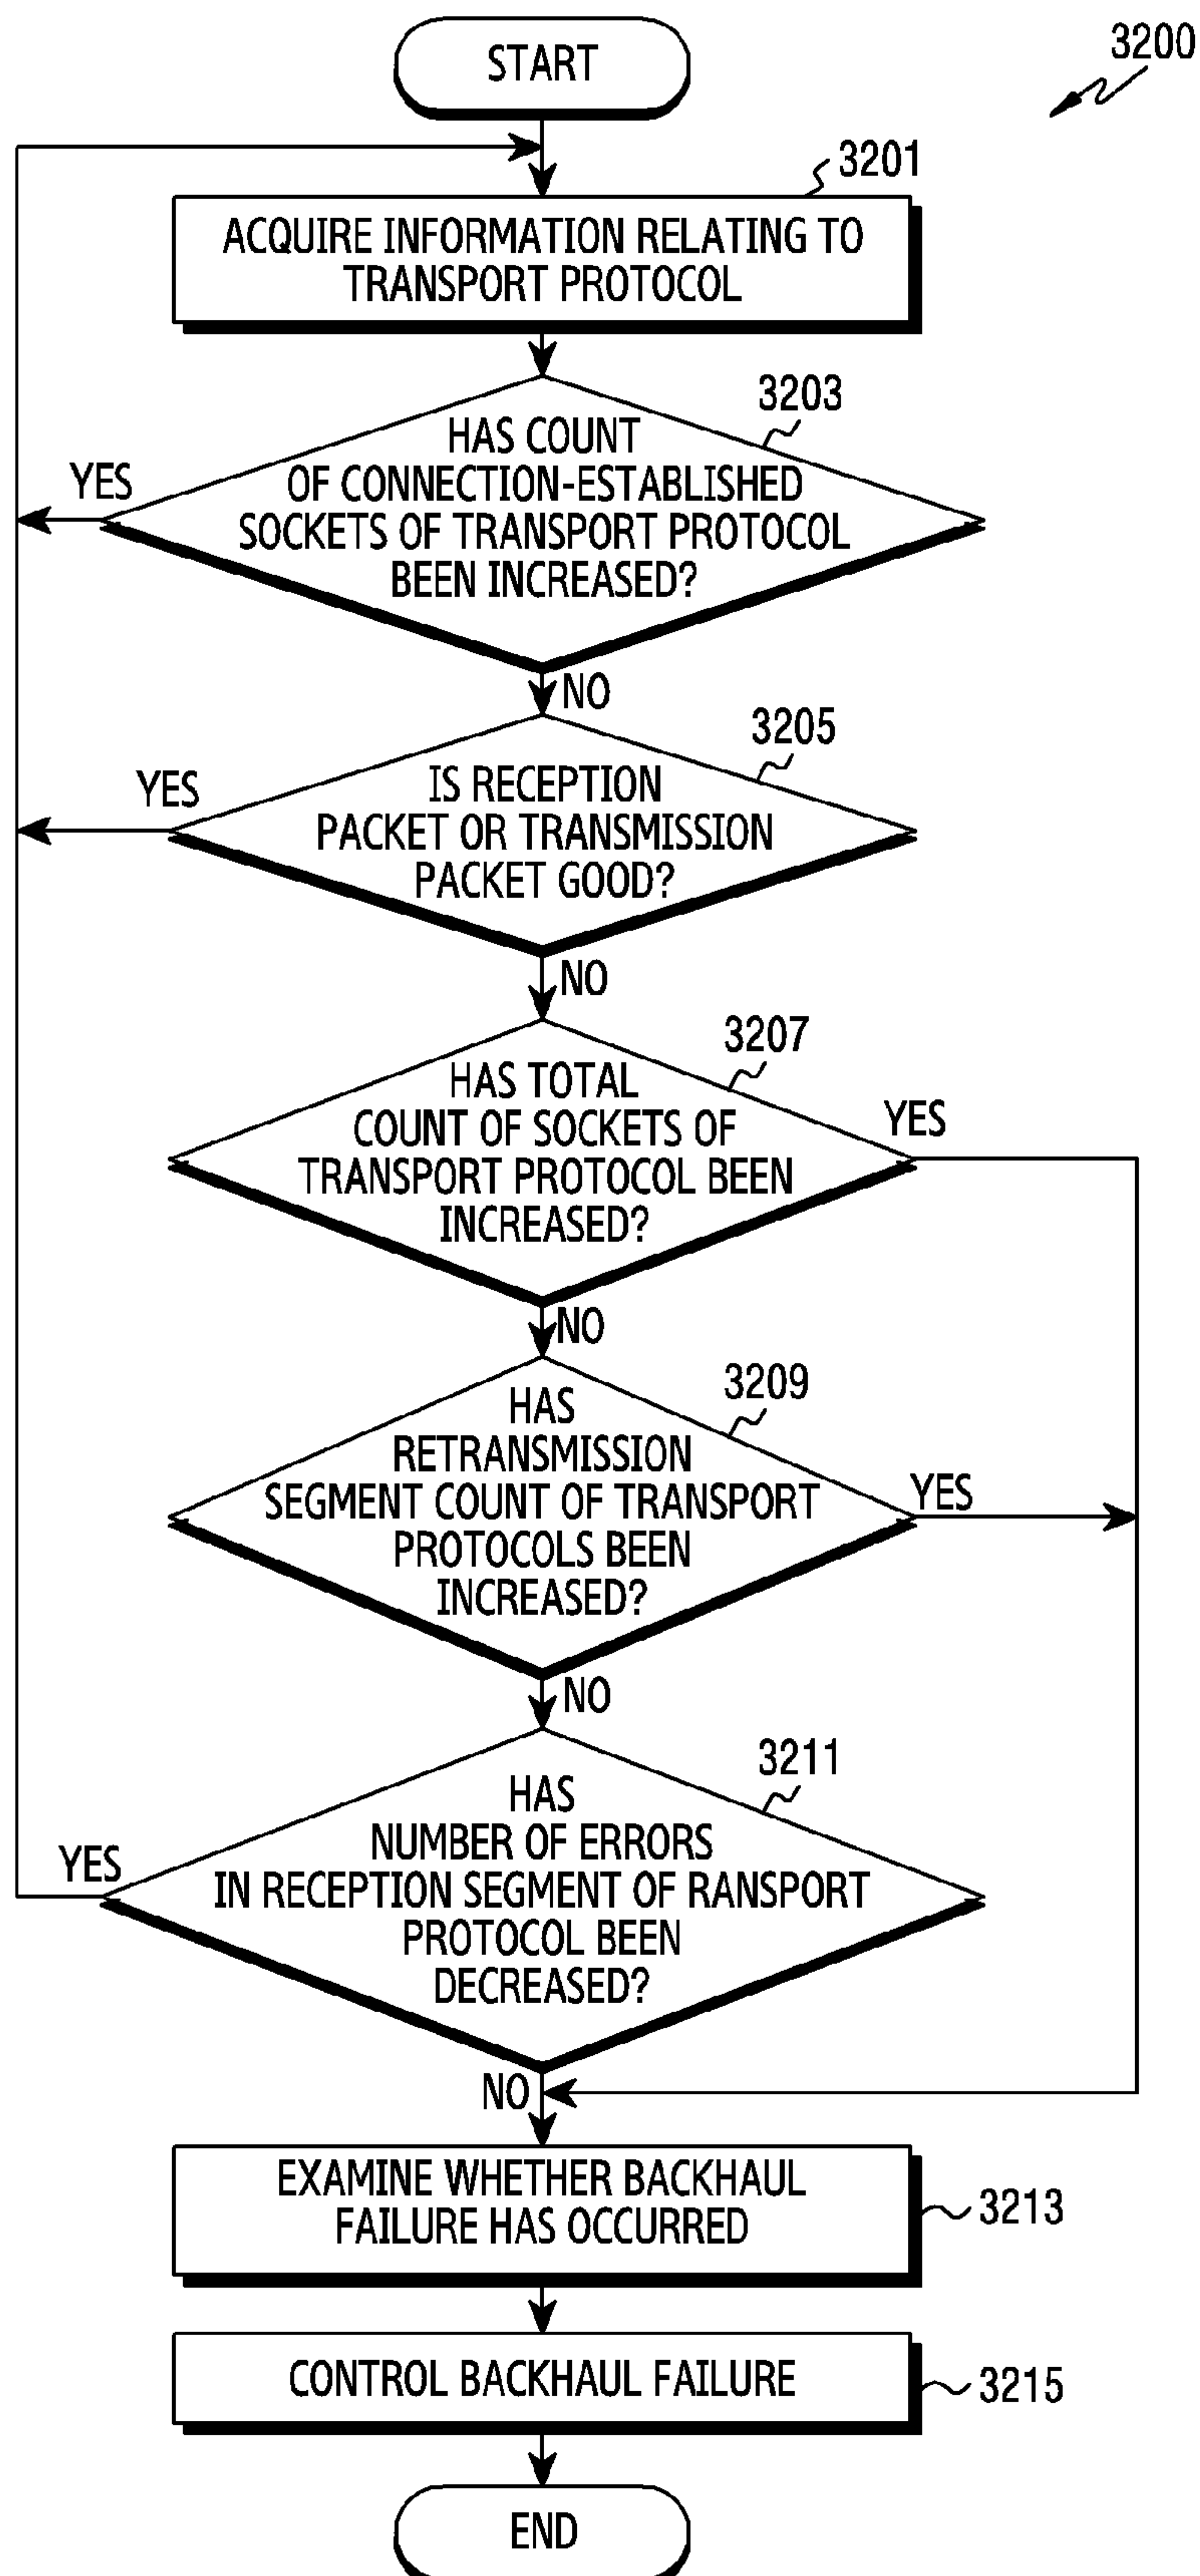 START
3200
3201
ACQUIRE INFORMATION RELATING TO
TRANSPORT PROTOCOL
3203
HAS COUNT
OF CONNECTION-ESTABLISHED
SOCKETS OF TRANSPORT PROTOCOL
BEEN INCREASED?
YES
NO
3205
IS RECEPTION
PACKET OR TRANSMISSION
PACKET GOOD?
YES
NO
3207
HAS TOTAL
COUNT OF SOCKETS OF
TRANSPORT PROTOCOL BEEN
INCREASED?
YES
NO
3209
HAS
RETRANSMISSION
SEGMENT COUNT OF TRANSPORT
PROTOCOLS BEEN
INCREASED?
YES
NO
3211
HAS
NUMBER OF ERRORS
IN RECEPTION SEGMENT OF RANSPORT
PROTOCOL BEEN
DECREASED?
YES
NO
EXAMINE WHETHER BACKHAUL
FAILURE HAS OCCURRED
3213
CONTROL BACKHAUL FAILURE
3215
END